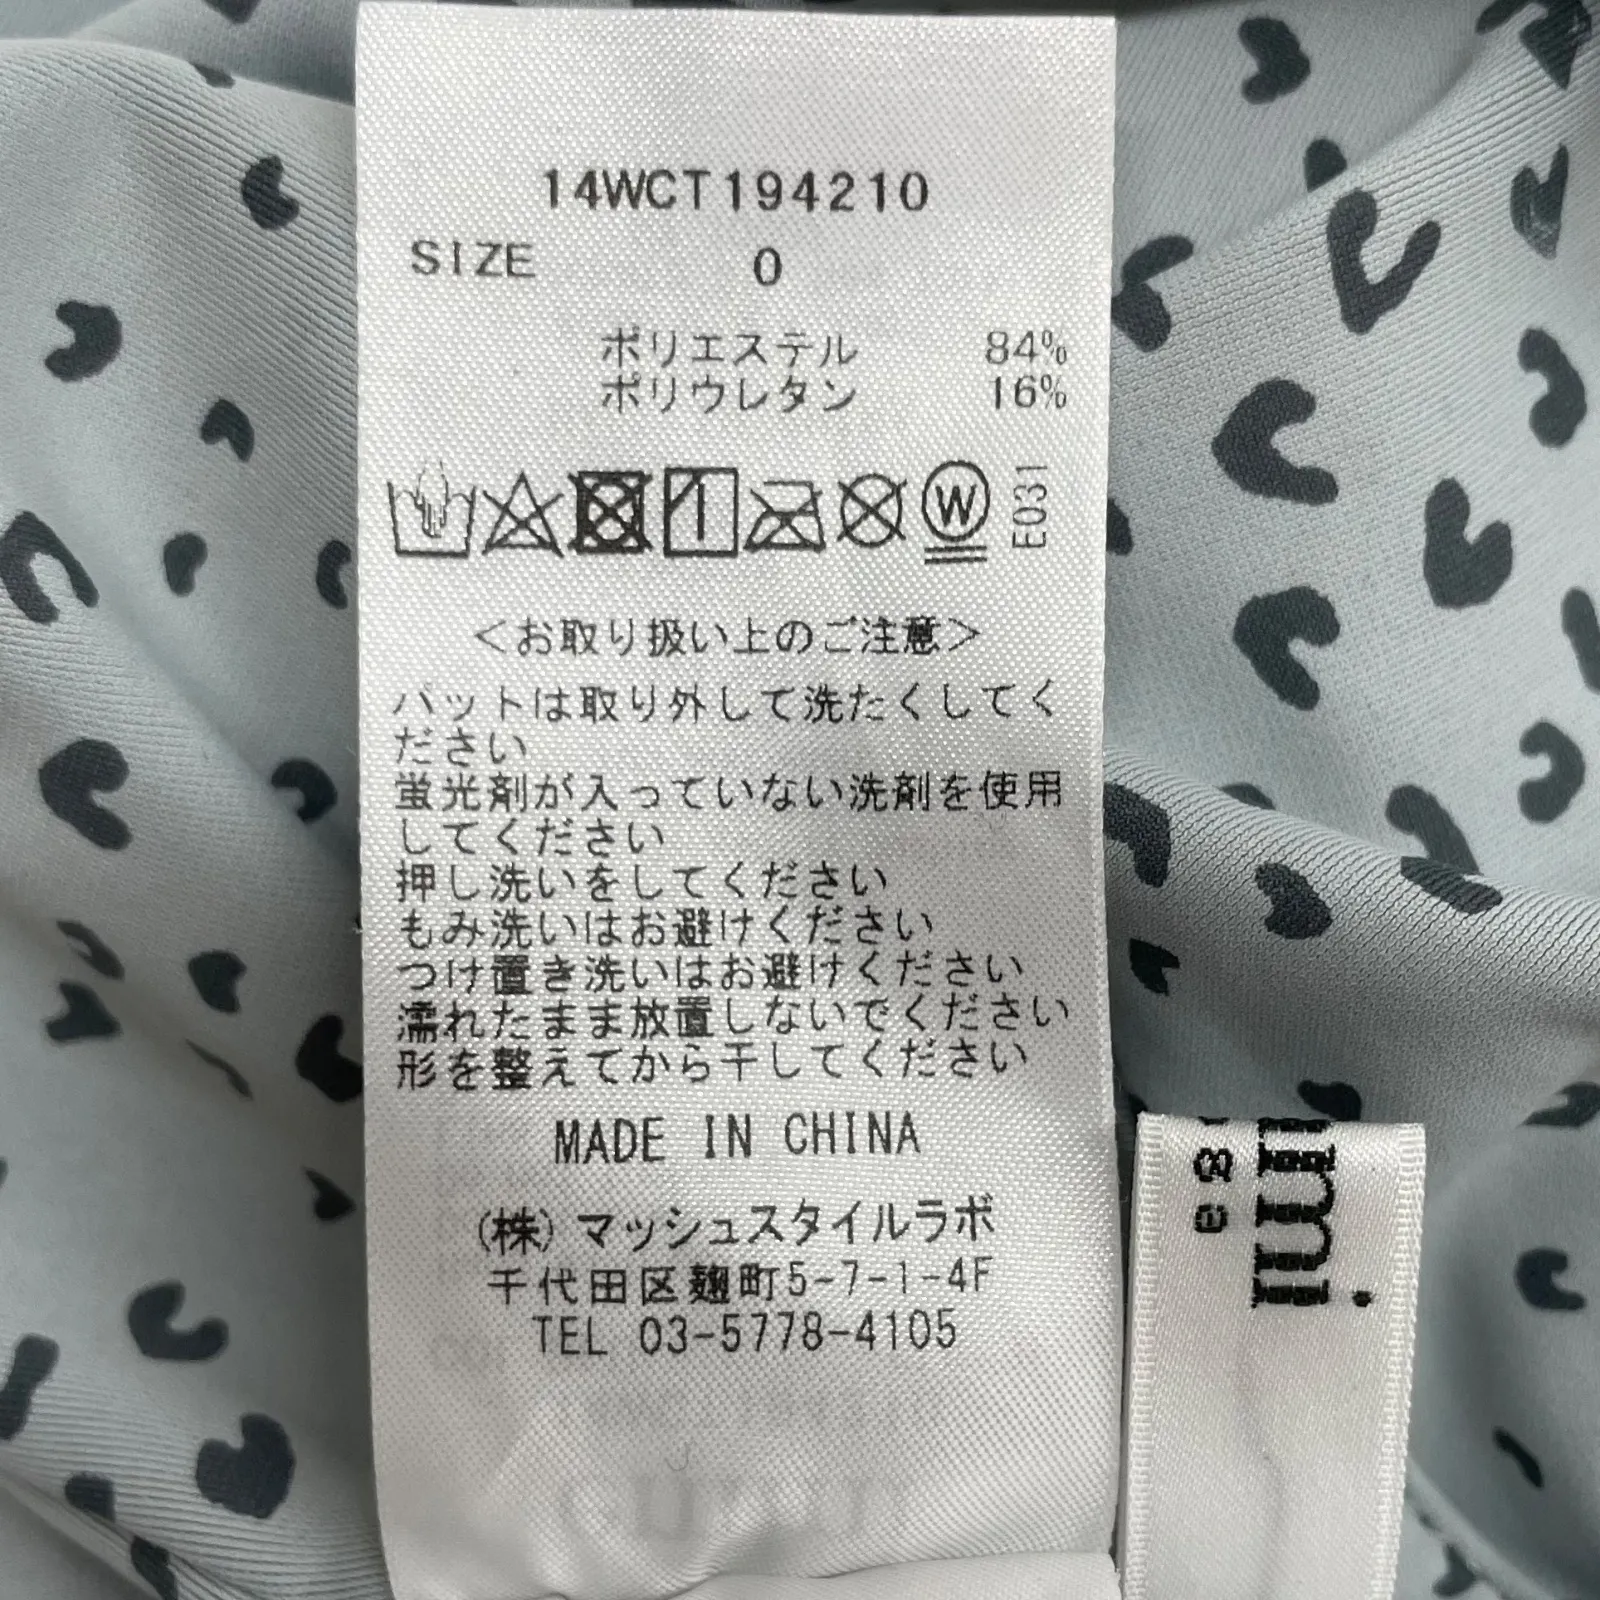 14WCT194210
SIZE 0
ポリエステル 84%
ポリウレタン 16%
W
E031
<お取り扱い上のご注意>
パットは取り外して洗たくしてく
ださい
蛍光剤が入っていない洗剤を使用
してください
押し洗いをしてください
もみ洗いはお避けください
つけ置き洗いはお避けください
濡れたまま放置しないでください
形を整えてから干してください
MADE IN CHINA
(株)マッシュスタイルラボ
千代田区麹町5-7-1-4F
TEL 03-5778-4105